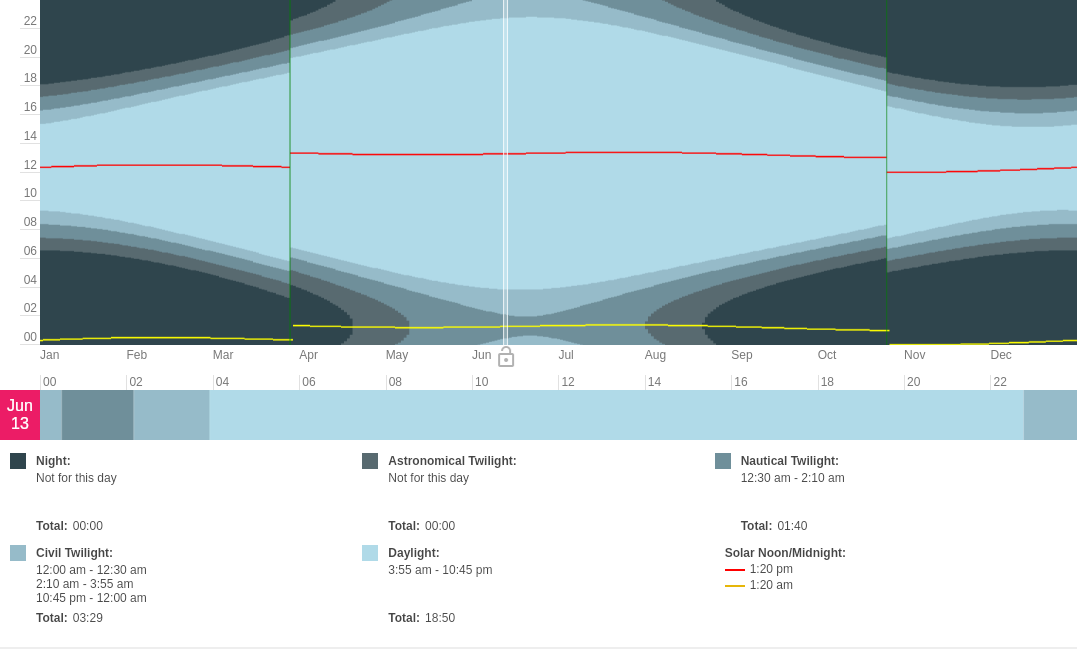 22
20
18
16
14
12
10
08
06
04
02
00
Jan Feb Mar Apr May Jun Jul Aug Sep Oct Nov Dec
00 02 04 06 08 10 12 14 16 18 20 22
Jun
13
Night: Astronomical Twilight: Nautical Twilight:
Not for this day Not for this day 12:30 am - 2:10 am
Total: 00:00 Total: 00:00 Total: 01:40
Civil Twilight: Daylight: Solar Noon/Midnight:
12:00 am - 12:30 am 3:55 am - 10:45 pm 1:20 pm
2:10 am - 3:55 am 1:20 am
10:45 pm - 12:00 am
Total: 03:29 Total: 18:50